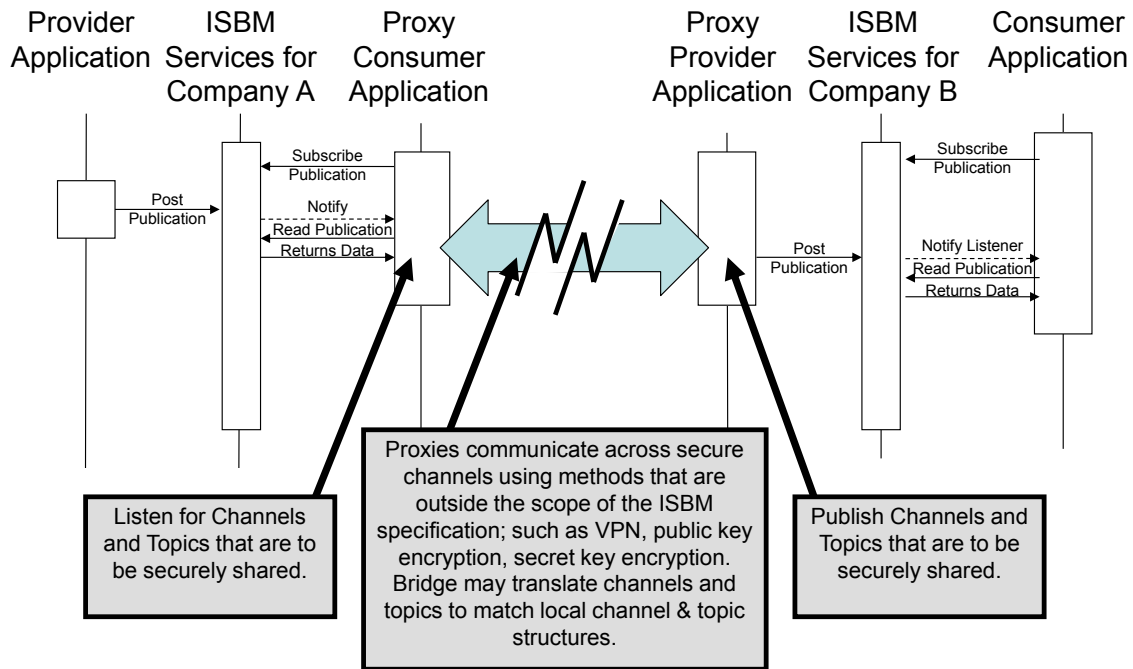 Provider
Application
ISBM
Services for
Company A
Proxy
Consumer
Application
Proxy
Provider
Application
ISBM
Services for
Company B
Consumer
Application
Subscribe
Publication
Post
Publication
Notify
Read Publication
Returns Data
Subscribe
Publication
Post
Publication
Notify Listener
Read Publication
Returns Data
Listen for Channels
and Topics that are to
be securely shared.
Proxies communicate across secure
channels using methods that are
outside the scope of the ISBM
specification; such as VPN, public key
encryption, secret key encryption.
Bridge may translate channels and
topics to match local channel & topic
structures.
Publish Channels and
Topics that are to be
securely shared.